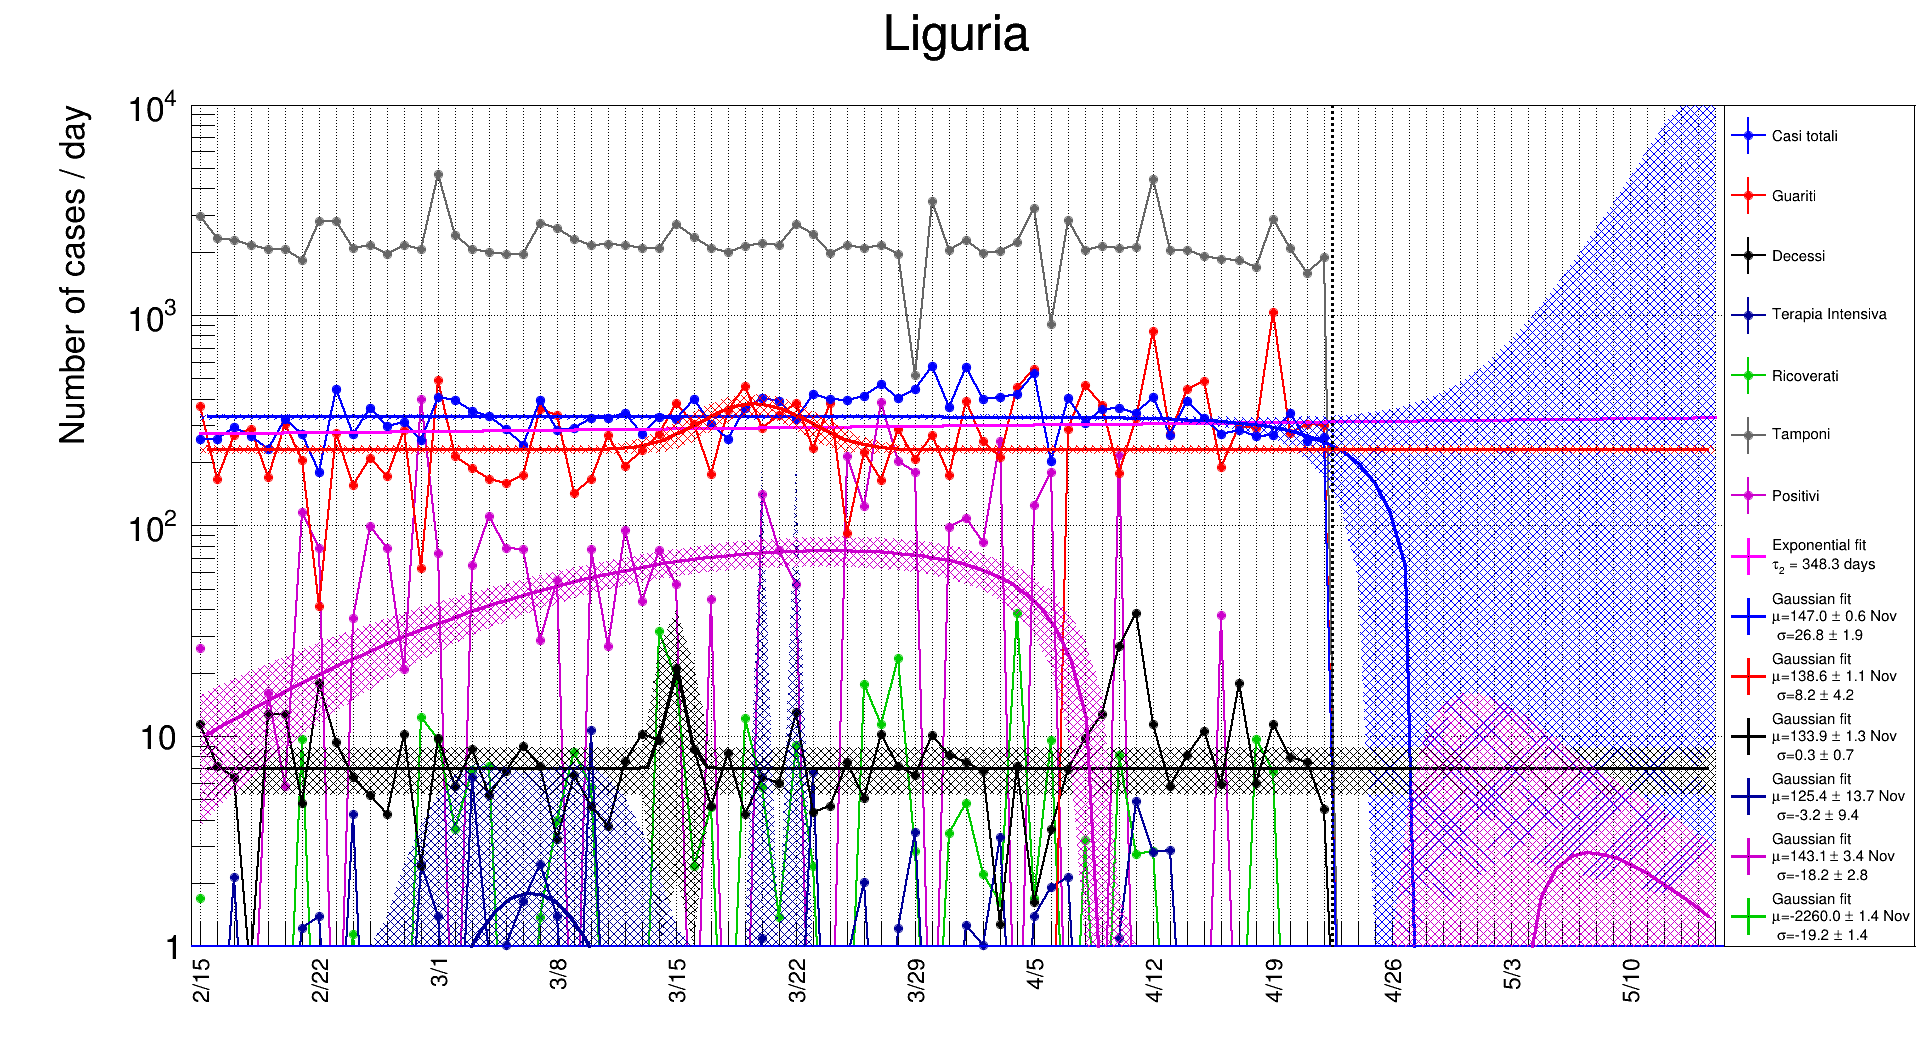 Liguria
Number of cases / day
10^4
10^3
10^2
10
1
2/15
2/22
3/1
3/8
3/15
3/22
3/29
4/5
4/12
4/19
4/26
5/3
5/10
Casi totali
Guariti
Decessi
Terapia Intensiva
Ricoverati
Tamponi
Positivi
Exponential fit
τ_2 = 348.3 days
Gaussian fit
μ=147.0 ± 0.6 Nov
σ=26.8 ± 1.9
Gaussian fit
μ=138.6 ± 1.1 Nov
σ=8.2 ± 4.2
Gaussian fit
μ=133.9 ± 1.3 Nov
σ=0.3 ± 0.7
Gaussian fit
μ=125.4 ± 13.7 Nov
σ=-3.2 ± 9.4
Gaussian fit
μ=143.1 ± 3.4 Nov
σ=-18.2 ± 2.8
Gaussian fit
μ=-2260.0 ± 1.4 Nov
σ=-19.2 ± 1.4